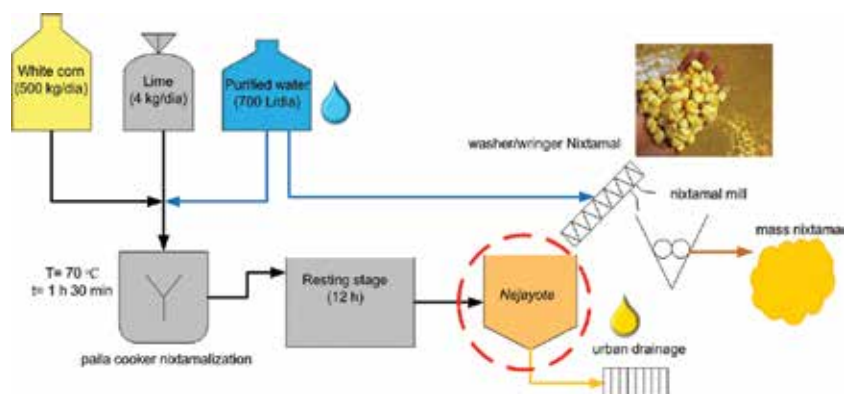 White corn
(500 kg/dia)
Lime
(4 kg/dia)
Purified water
(700 L/dia)
washer/wringer Nixtamal
nixtamal mill
mass nixtamal
T= 70 °C
t= 1 h 30 min
Resting stage
(12 h)
Nejayote
urban drainage
paila cooker nixtamalization